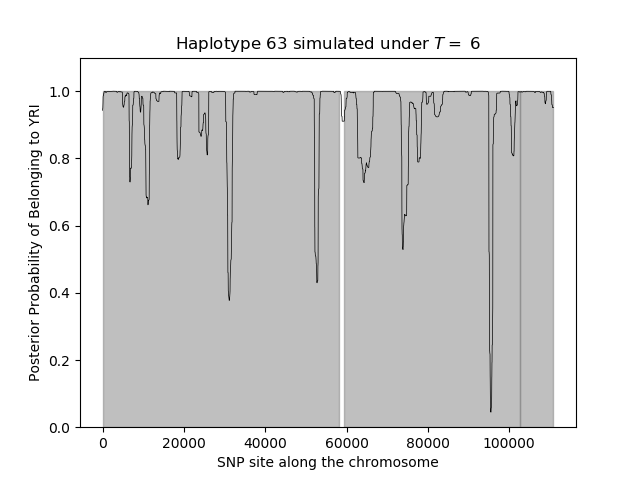 Haplotype 63 simulated under T = 6
Posterior Probability of Belonging to YRI
1.0
0.8
0.6
0.4
0.2
0.0
0 20000 40000 60000 80000 100000
SNP site along the chromosome